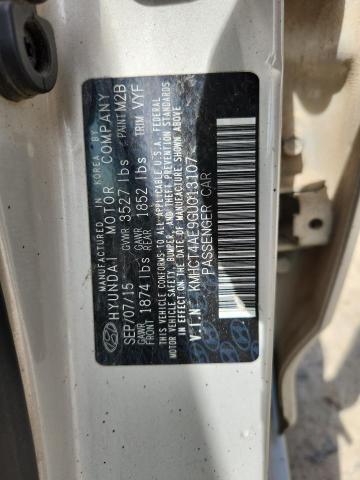 MANUFACTURED IN KOREA BY
HYUNDAI MOTOR COMPANY
SEP/07/15 GVWR 3527 lbs PAINT M2B
GAWR FRONT 1874 lbs GAWR REAR 1852 lbs TRIM VYF
THIS VEHICLE CONFORMS TO ALL APPLICABLE U.S.A. FEDERAL
MOTOR VEHICLE SAFETY, BUMPER, AND THEFT PREVENTION STANDARDS
IN EFFECT ON THE DATE OF MANUFACTURE SHOWN ABOVE.
V.I.N: KMHCT4AE9GU013107
PASSENGER CAR